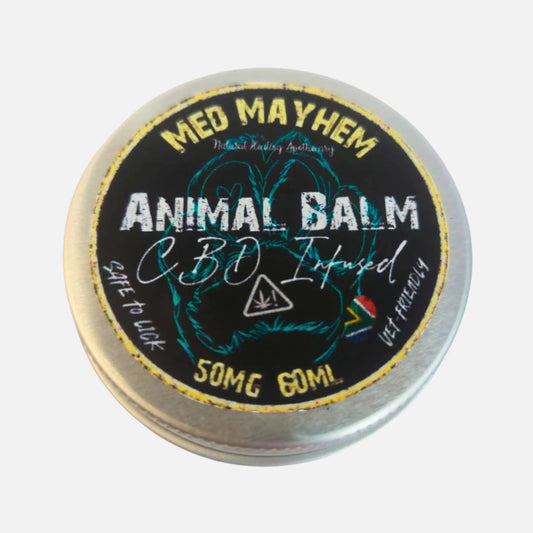 MED MAYHEM
Natural Healing Apothecary
ANIMAL BALM
CBD Infused
SAFE TO LICK
VET-FRIENDLY
50MG 60ML